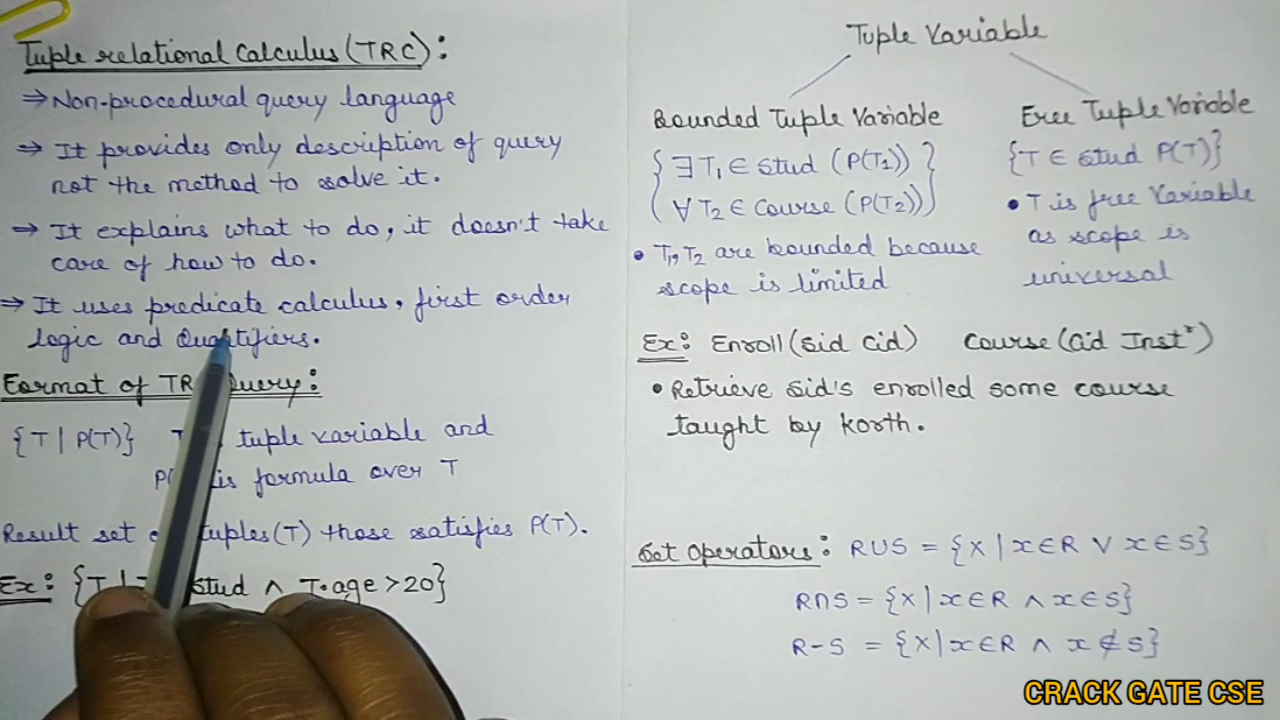 Tuple relational Calculus (TRC):
⇒ Non-procedural query language
⇒ It provides only description of query
not the method to solve it.
⇒ It explains what to do, it doesn't take
care of how to do.
⇒ It uses predicate calculus, first order
logic and Quantifiers.
Format of TR Query:
{T | P(T)} T tuple variable and
P( is formula over T
Result set tuples(T) those satisfies P(T).
Ex: {T | stud ∧ T.age > 20}
Tuple Variable
Bounded Tuple Variable
{∃ T1 ∈ stud (P(T1))
∀ T2 ∈ Course (P(T2))}
• T1, T2 are bounded because
scope is limited
Free Tuple Variable
{T ∈ stud P(T)}
• T is free Variable
as scope is
universal
Ex: Enroll(Sid Cid) Course(Cid Instr)
• Retrieve Sid's enrolled some course
taught by korth.
Set Operators: R∪S = {X | x∈R ∨ x∈S}
R∩S = {X | x∈R ∧ x∈S}
R-S = {X | x∈R ∧ x∉S}
CRACK GATE CSE